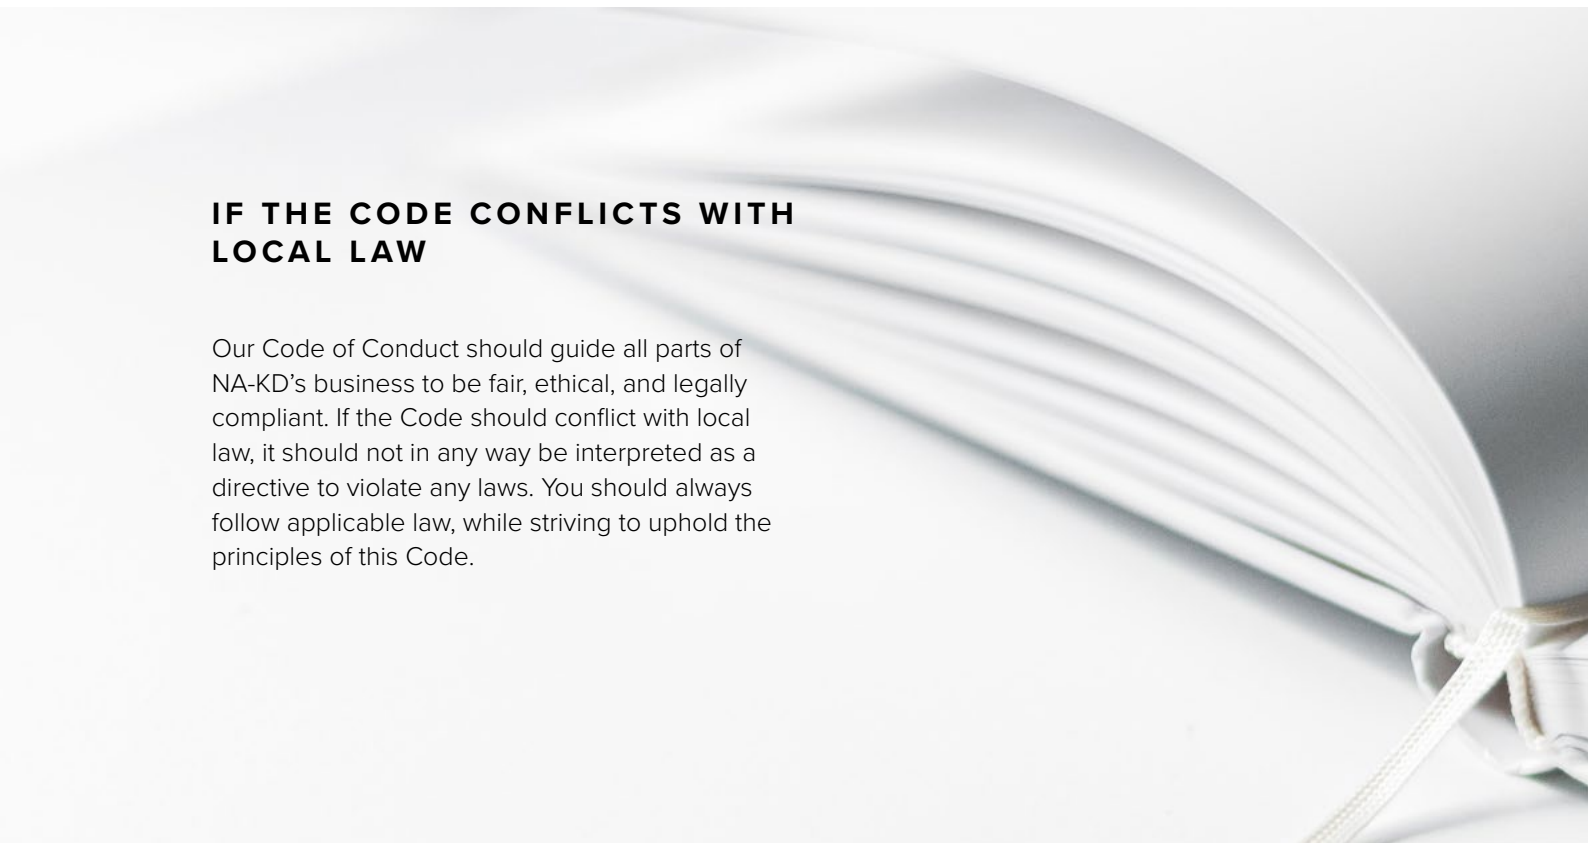 IF THE CODE CONFLICTS WITH
LOCAL LAW
Our Code of Conduct should guide all parts of
NA-KD’s business to be fair, ethical, and legally
compliant. If the Code should conflict with local
law, it should not in any way be interpreted as a
directive to violate any laws. You should always
follow applicable law, while striving to uphold the
principles of this Code.